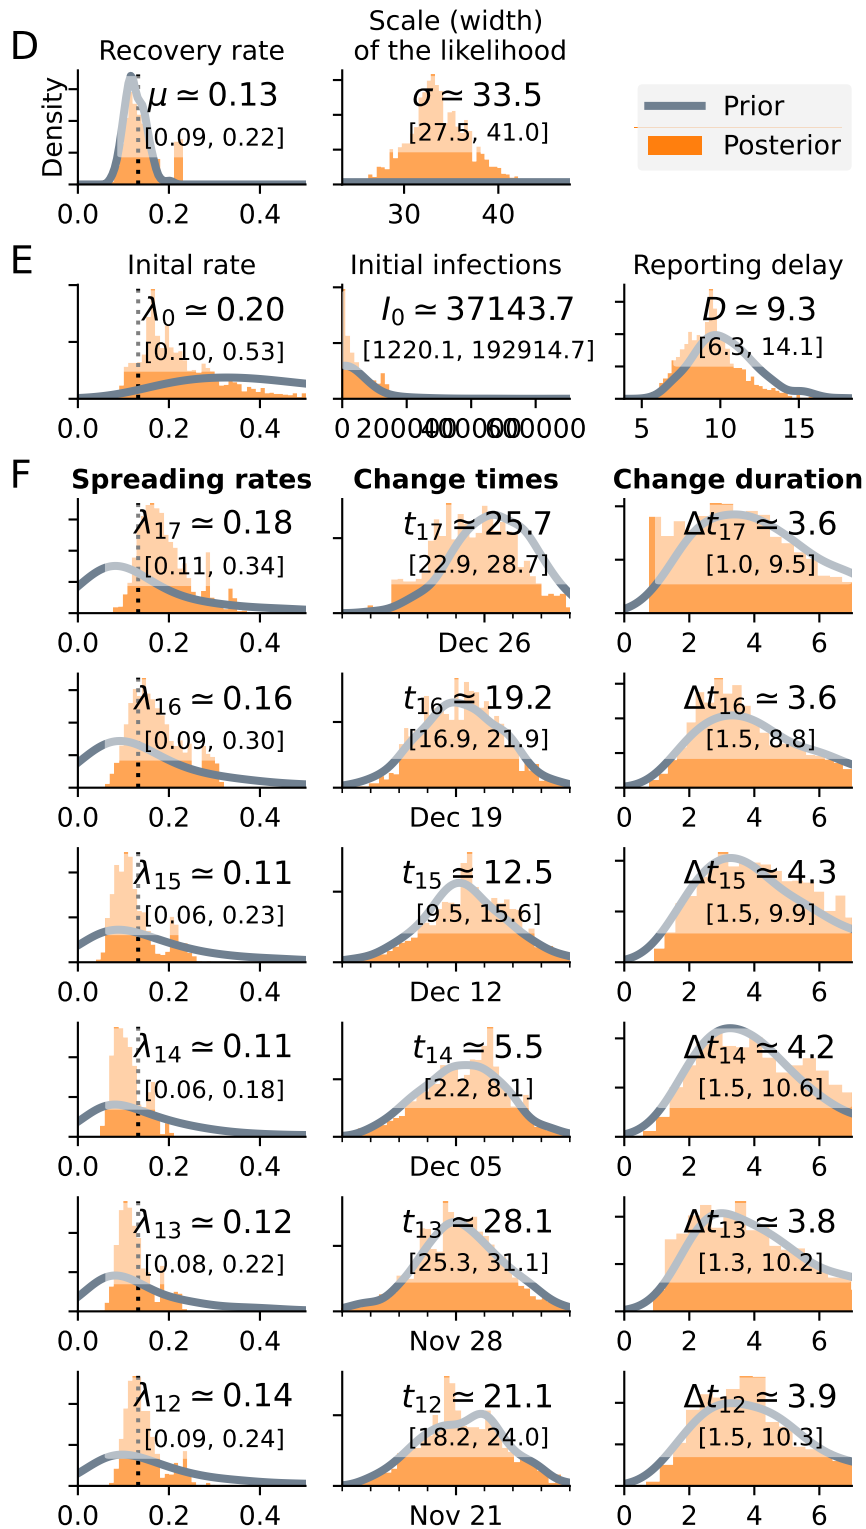 D
Recovery rate
Scale (width)
of the likelihood
Density
μ ≃ 0.13
[0.09, 0.22]
σ ≃ 33.5
[27.5, 41.0]
Prior
Posterior
0.0 0.2 0.4
30 40
E
Inital rate
Initial infections
Reporting delay
λ0 ≃ 0.20
[0.10, 0.53]
I0 ≃ 37143.7
[1220.1, 192914.7]
D ≃ 9.3
[6.3, 14.1]
0.0 0.2 0.4
0 200000 400000 600000
5 10 15
F
Spreading rates
Change times
Change duration
λ17 ≃ 0.18
[0.11, 0.34]
t17 ≃ 25.7
[22.9, 28.7]
Δt17 ≃ 3.6
[1.0, 9.5]
0.0 0.2 0.4
Dec 26
0 2 4 6
λ16 ≃ 0.16
[0.09, 0.30]
t16 ≃ 19.2
[16.9, 21.9]
Δt16 ≃ 3.6
[1.5, 8.8]
0.0 0.2 0.4
Dec 19
0 2 4 6
λ15 ≃ 0.11
[0.06, 0.23]
t15 ≃ 12.5
[9.5, 15.6]
Δt15 ≃ 4.3
[1.5, 9.9]
0.0 0.2 0.4
Dec 12
0 2 4 6
λ14 ≃ 0.11
[0.06, 0.18]
t14 ≃ 5.5
[2.2, 8.1]
Δt14 ≃ 4.2
[1.5, 10.6]
0.0 0.2 0.4
Dec 05
0 2 4 6
λ13 ≃ 0.12
[0.08, 0.22]
t13 ≃ 28.1
[25.3, 31.1]
Δt13 ≃ 3.8
[1.3, 10.2]
0.0 0.2 0.4
Nov 28
0 2 4 6
λ12 ≃ 0.14
[0.09, 0.24]
t12 ≃ 21.1
[18.2, 24.0]
Δt12 ≃ 3.9
[1.5, 10.3]
0.0 0.2 0.4
Nov 21
0 2 4 6